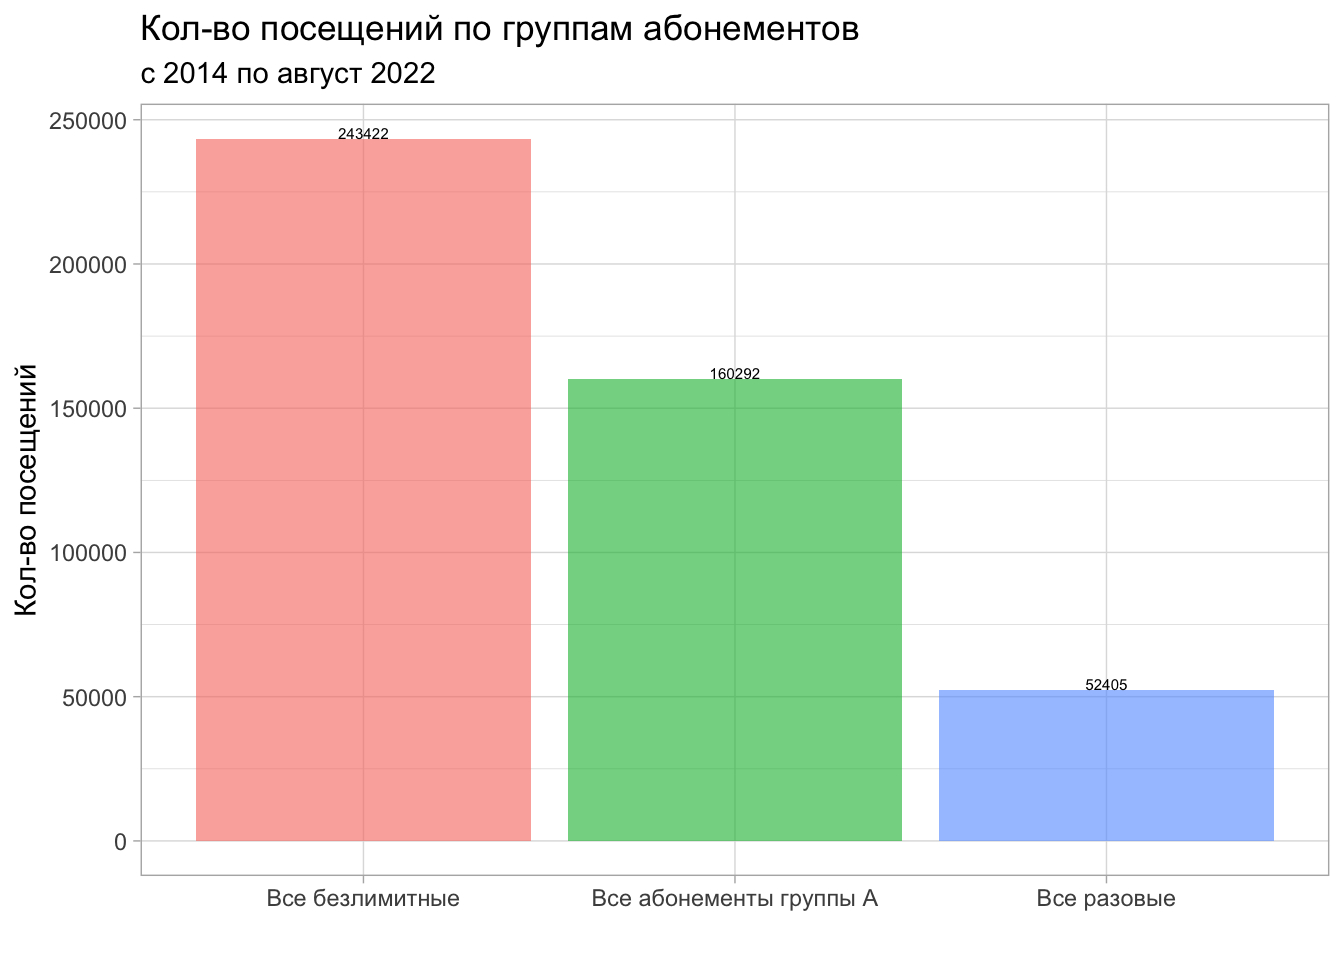 Кол-во посещений по группам абонементов
с 2014 по август 2022
Кол-во посещений
250000
200000
150000
100000
50000
0
243422
160292
52405
Все безлимитные
Все абонементы группы А
Все разовые